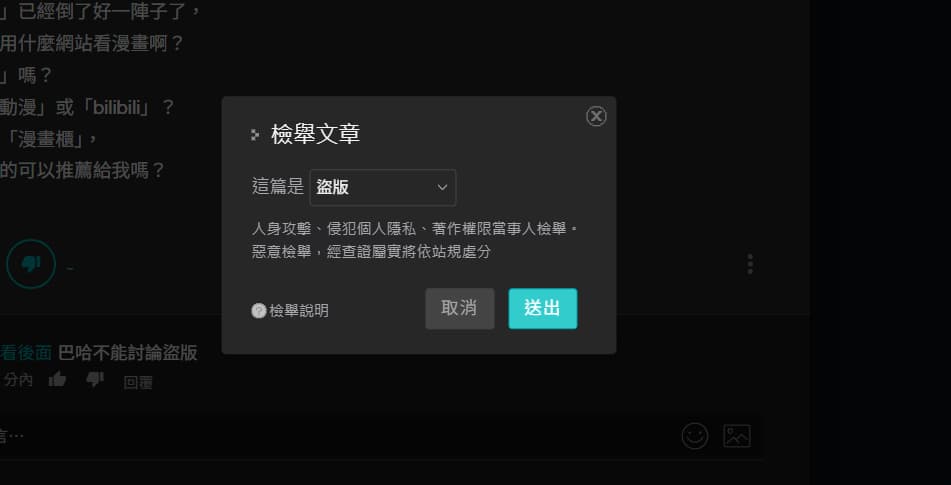 」已經倒了好一陣子了，
用什麼網站看漫畫啊？
」嗎？
動漫」或「bilibili」？
「漫畫櫃」，
的可以推薦給我嗎？
檢舉文章
這篇是 盜版
人身攻擊、侵犯個人隱私、著作權限當事人檢舉。
惡意檢舉，經查證屬實將依站規處分
? 檢舉說明
取消
送出
-
看後面 巴哈不能討論盜版
分內 回覆
言…